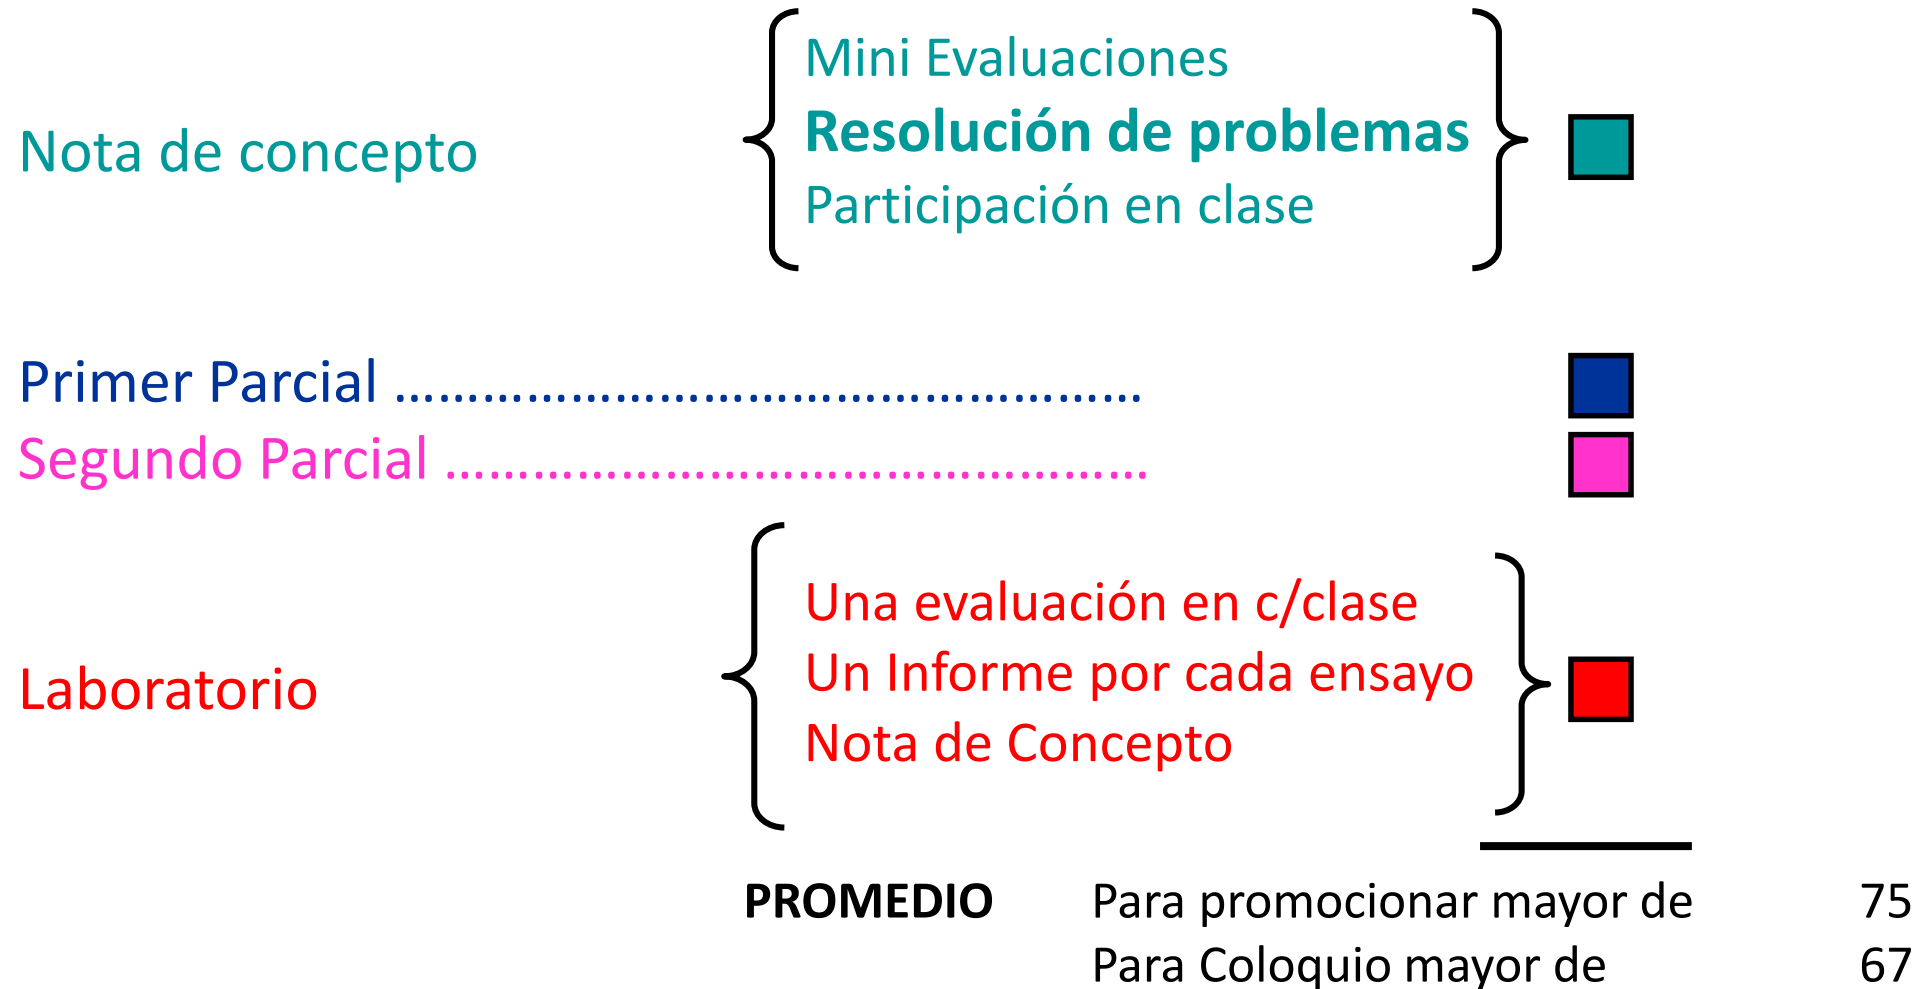 Mini Evaluaciones
Nota de concepto
Resolución de problemas
Participación en clase
Primer Parcial ……………………………………………
Segundo Parcial …………………………………………
Una evaluación en c/clase
Laboratorio
Un Informe por cada ensayo
Nota de Concepto
PROMEDIO Para promocionar mayor de 75
Para Coloquio mayor de 67